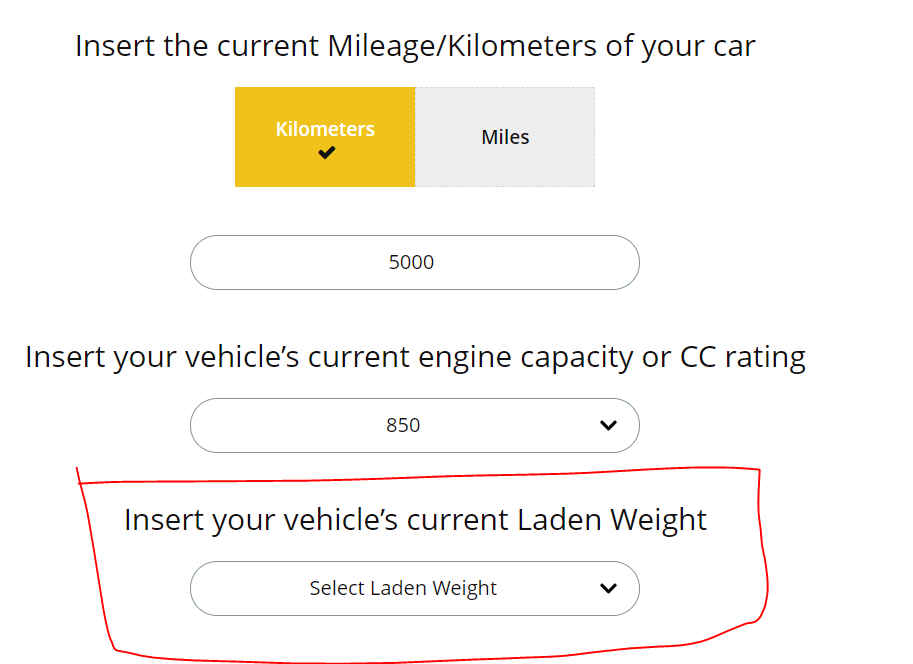 Insert the current Mileage/Kilometers of your car
Kilometers
Miles
5000
Insert your vehicle’s current engine capacity or CC rating
850
Insert your vehicle’s current Laden Weight
Select Laden Weight